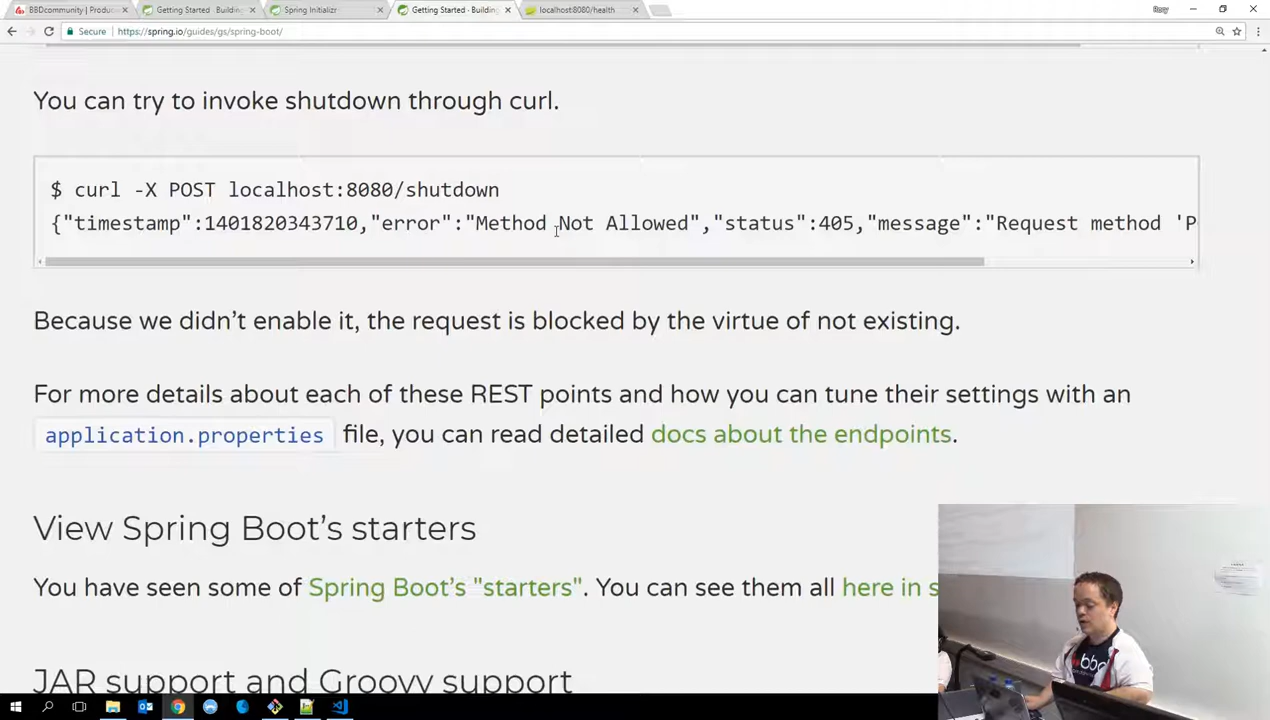 BBDcommunity | Produc
Getting Started · Building
Spring Initializr
Getting Started · Building
localhost:8080/health
Secure
https://spring.io/guides/gs/spring-boot/
You can try to invoke shutdown through curl.
$ curl -X POST localhost:8080/shutdown
{"timestamp":1401820343710,"error":"Method Not Allowed","status":405,"message":"Request method 'P
Because we didn't enable it, the request is blocked by the virtue of not existing.
For more details about each of these REST points and how you can tune their settings with an
application.properties file, you can read detailed docs about the endpoints.
View Spring Boot's starters
You have seen some of Spring Boot's "starters". You can see them all here in s
JAR support and Groovy support
bbd